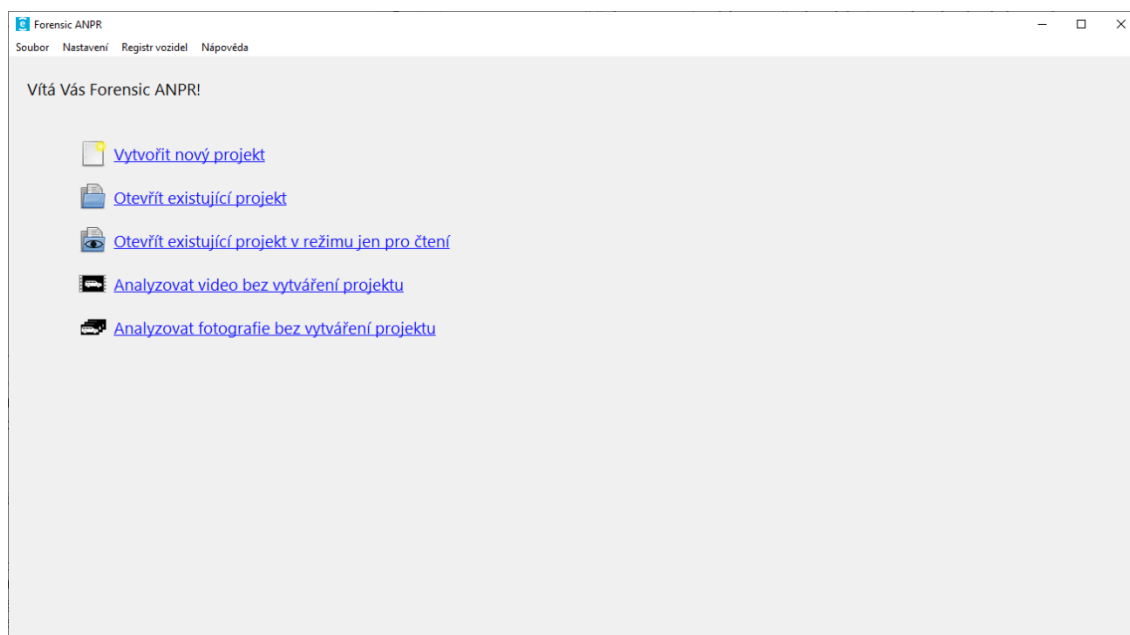 Forensic ANPR
Soubor Nastavení Registr vozidel Nápověda
Vítá Vás Forensic ANPR!
Vytvořit nový projekt
Otevřít existující projekt
Otevřít existující projekt v režimu jen pro čtení
Analyzovat video bez vytváření projektu
Analyzovat fotografie bez vytváření projektu